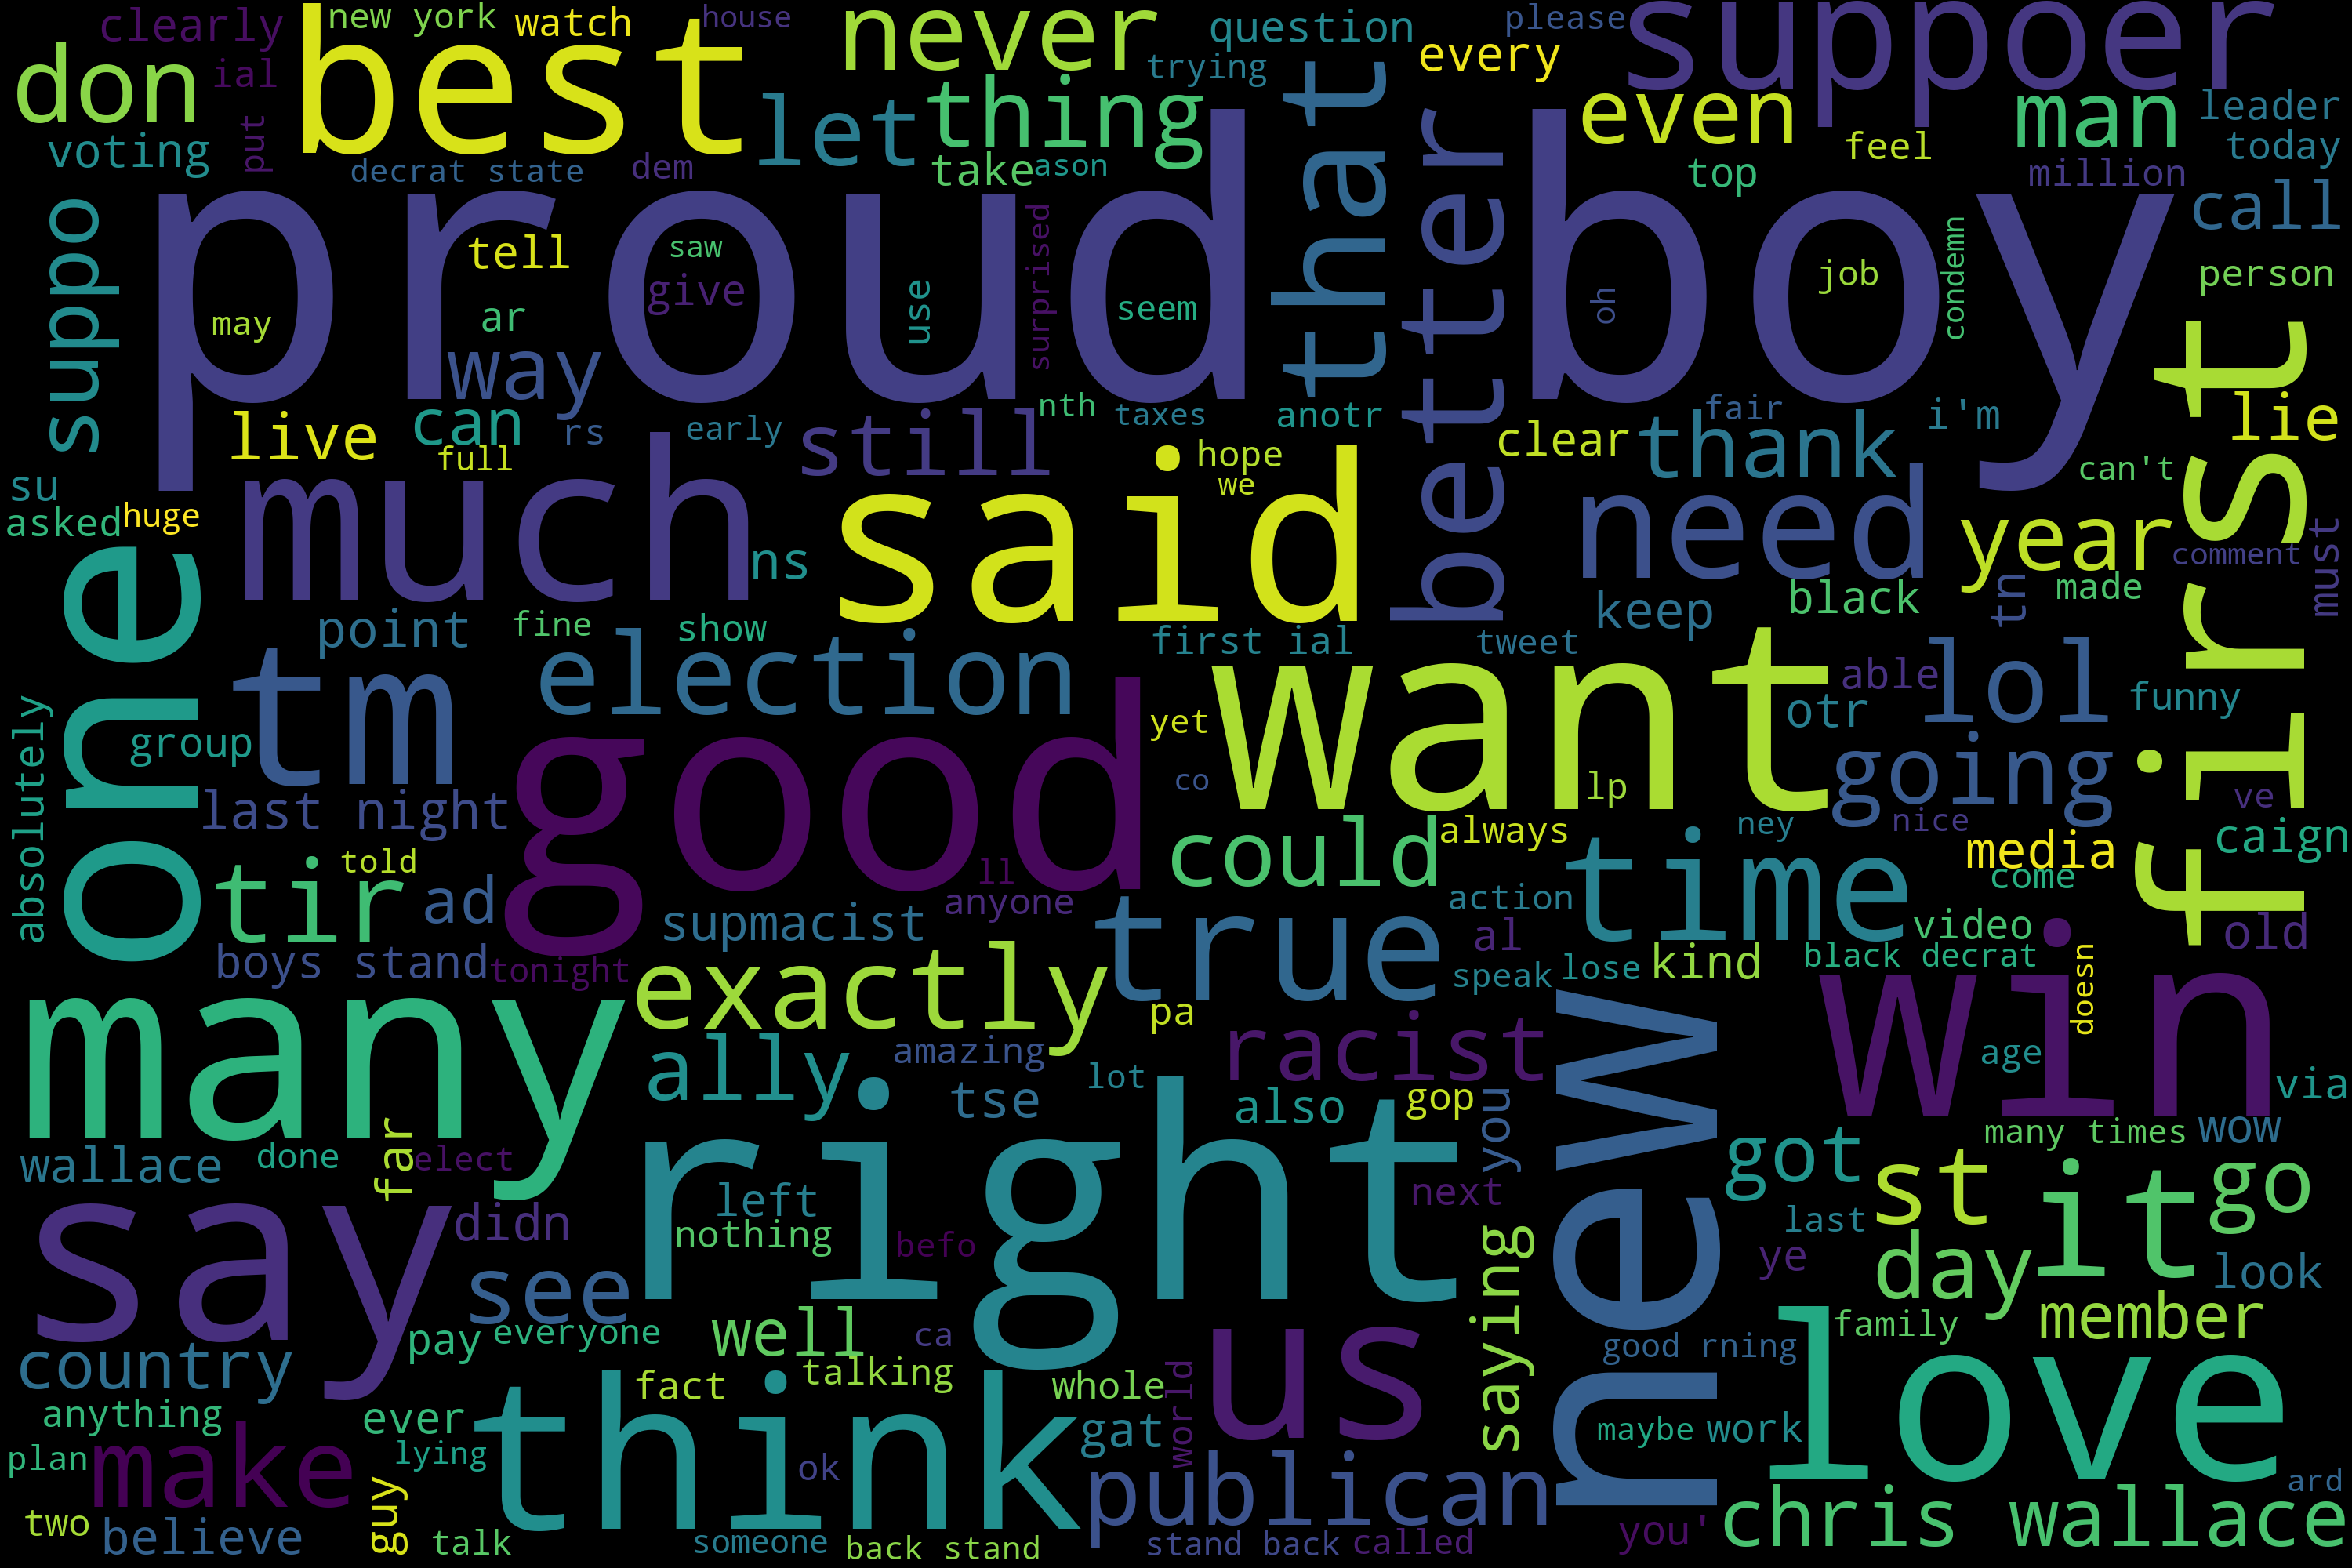 clearly
new york
watch
house
never
question
please
suppoer
don
ial
best
let
thing
trying
every
even
man
leader
voting
put
decrat state
dem
take
ason
that
better
top
feel
million
today
call
suppo
proud boy
tell
saw
give
use
surprised
seem
oh
job
condemn
person
may
ar
way
live
can
full
rs
early
still
nth
taxes
anotr
fair
clear
thank
i'm
first
lie
su
asked
huge
much
ns
said
hope
we
need
year
can't
comment
must
one
point
fine
show
election
first ial
tweet
keep
black
tn
made
tm
good
want
yet
co
lp
able
otr
lol
funny
absolutely
group
last night
going
ve
caign
tir
told
ad
supmacist
ll
anyone
could
always
ney
nice
media
come
time
action
video
old
boys stand
tonight
exactly
true
al
speak
lose
kind
black decrat
doesn
win
many
ally
amazing
pa
racist
new
age
via
tse
lot
also
gop
you
wallace
done
far
elect
right
next
got
many times
wow
say
didn
left
nothing
befo
saying
last
st
it
go
see
ye
day
look
country
pay
everyone
well
ca
us
good rning
family
member
love
anything
ever
fact
talking
whole
world
plan
make
lying
think
ok
gat
maybe
work
two
believe
guy
talk
someone
back stand
publican
stand back
called
you'
chris wallace
ard